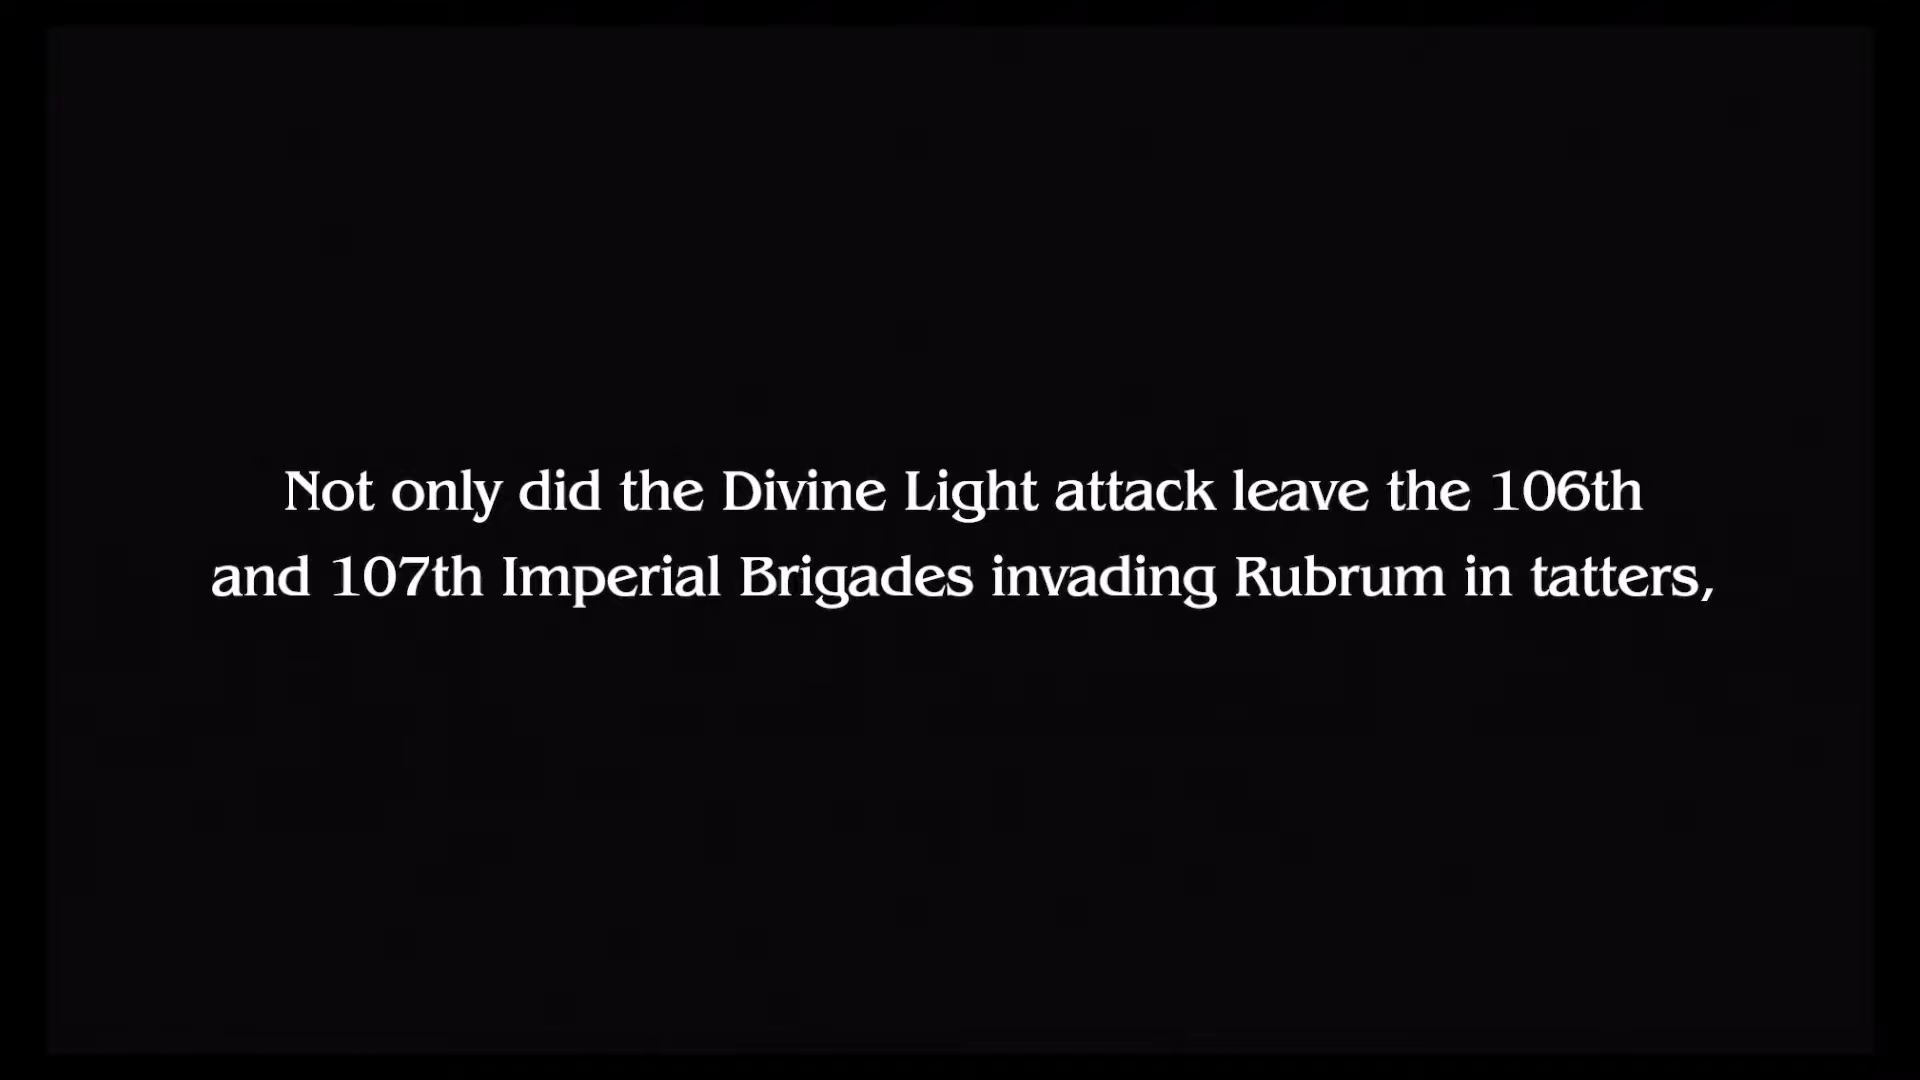 Not only did the Divine Light attack leave the 106th
and 107th Imperial Brigades invading Rubrum in tatters,